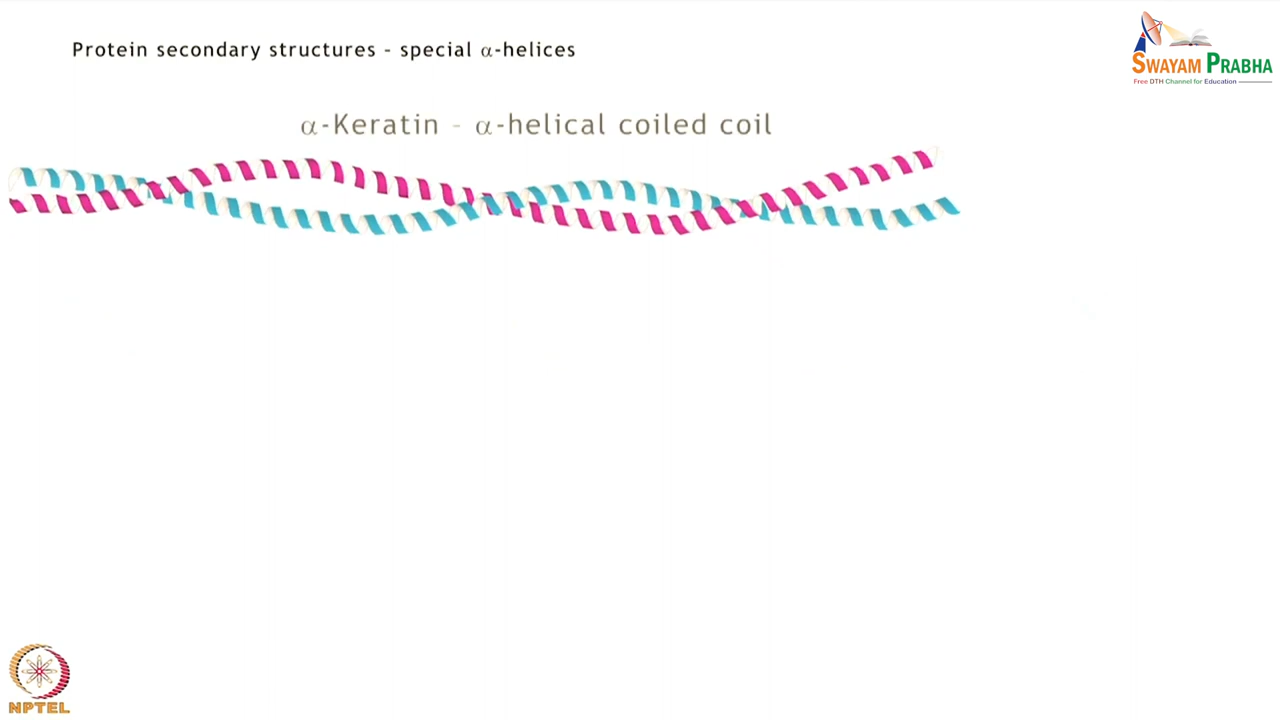 Protein secondary structures - special α-helices
SWAYAM PRABHA
Free DTH Channel for Education
α-Keratin - α-helical coiled coil
NPTEL